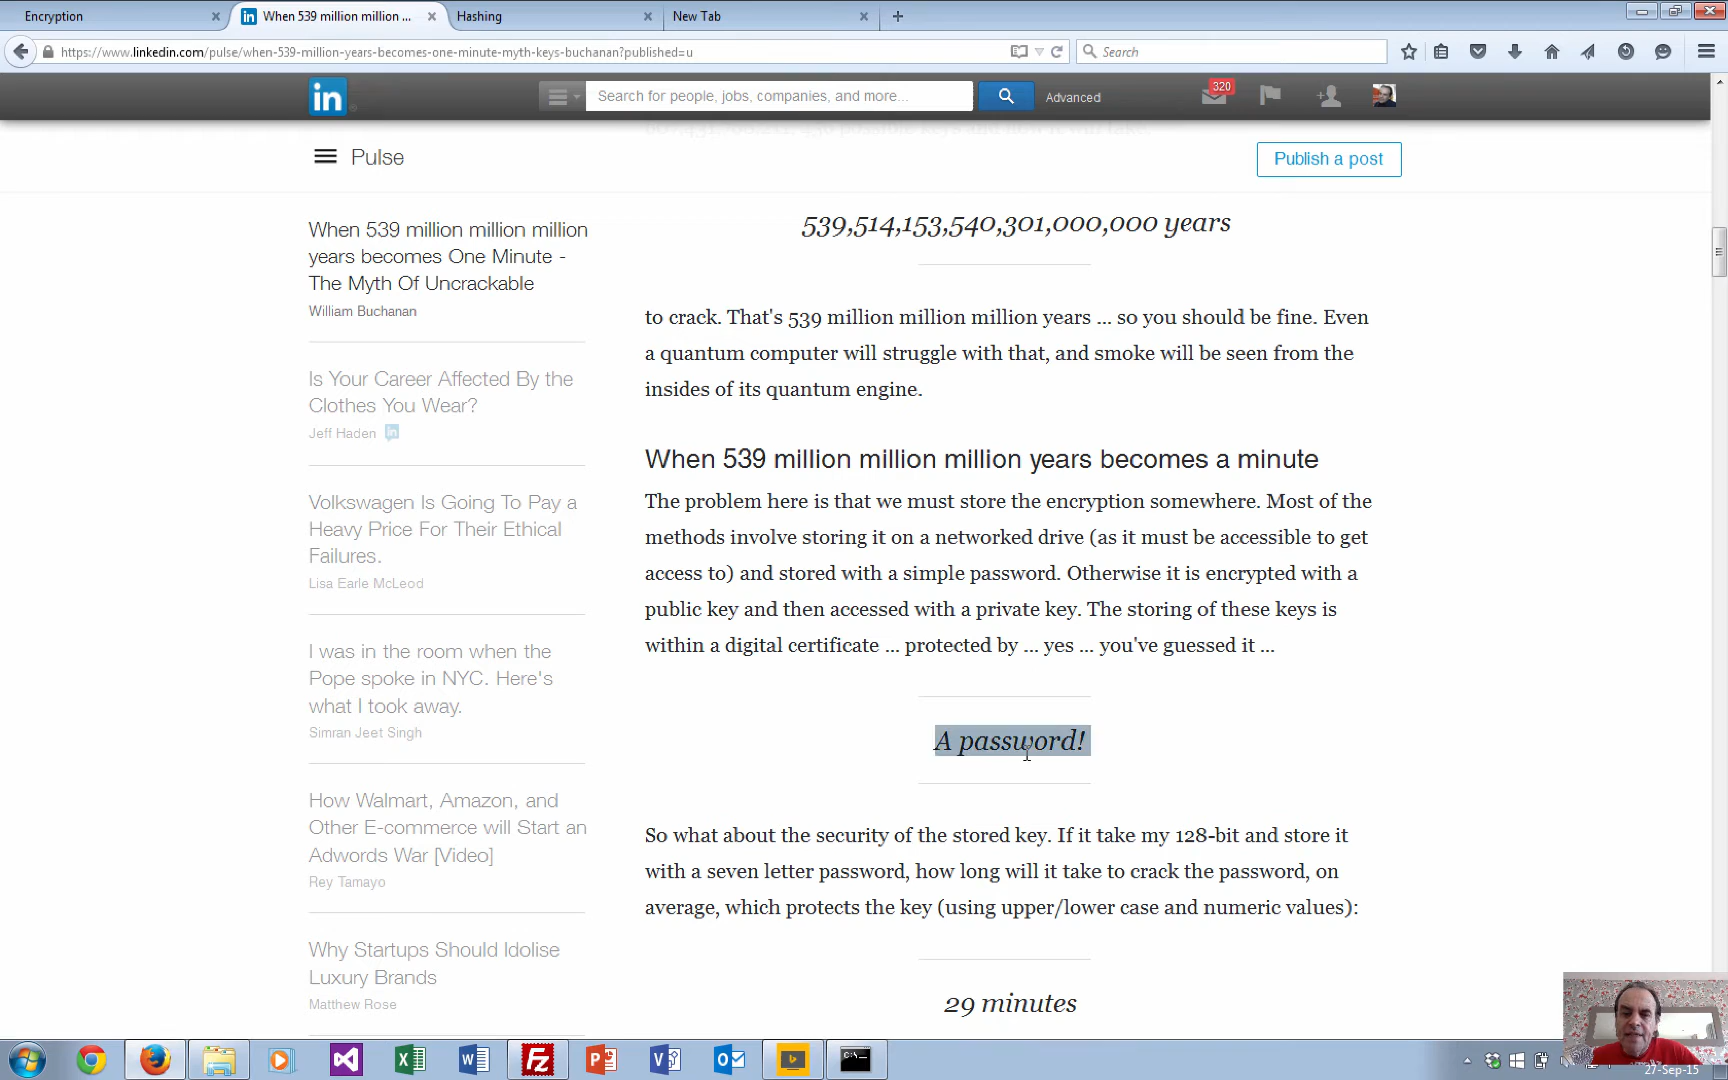 Encryption
When 539 million million ...
Hashing
New Tab
https://www.linkedin.com/pulse/when-539-million-years-becomes-one-minute-myth-keys-buchanan?published=u
Search
in
Search for people, jobs, companies, and more...
Advanced
320
Pulse
Publish a post
When 539 million million million
years becomes One Minute -
The Myth Of Uncrackable
William Buchanan
Is Your Career Affected By the
Clothes You Wear?
Jeff Haden
Volkswagen Is Going To Pay a
Heavy Price For Their Ethical
Failures.
Lisa Earle McLeod
I was in the room when the
Pope spoke in NYC. Here's
what I took away.
Simran Jeet Singh
How Walmart, Amazon, and
Other E-commerce will Start an
Adwords War [Video]
Rey Tamayo
Why Startups Should Idolise
Luxury Brands
Matthew Rose
539,514,153,540,301,000,000 years
to crack. That's 539 million million million years ... so you should be fine. Even
a quantum computer will struggle with that, and smoke will be seen from the
insides of its quantum engine.
When 539 million million million years becomes a minute
The problem here is that we must store the encryption somewhere. Most of the
methods involve storing it on a networked drive (as it must be accessible to get
access to) and stored with a simple password. Otherwise it is encrypted with a
public key and then accessed with a private key. The storing of these keys is
within a digital certificate ... protected by ... yes ... you've guessed it ...
A password!
So what about the security of the stored key. If it take my 128-bit and store it
with a seven letter password, how long will it take to crack the password, on
average, which protects the key (using upper/lower case and numeric values):
29 minutes
27-Sep-15